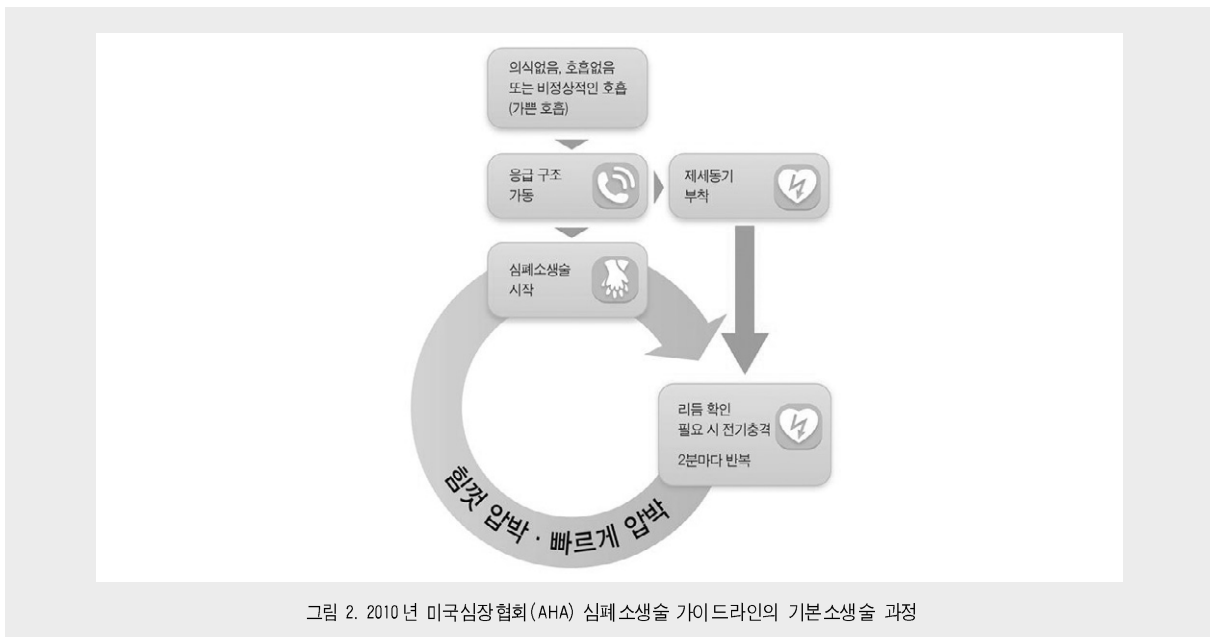 의식없음, 호흡없음
또는 비정상적인 호흡
(가쁜 호흡)
응급 구조
가동
제세동기
부착
심폐소생술
시작
리듬 확인
필요 시 전기충격
2분마다 반복
힘껏 압박 · 빠르게 압박
그림 2. 2010년 미국심장협회(AHA) 심폐소생술 가이드라인의 기본소생술 과정